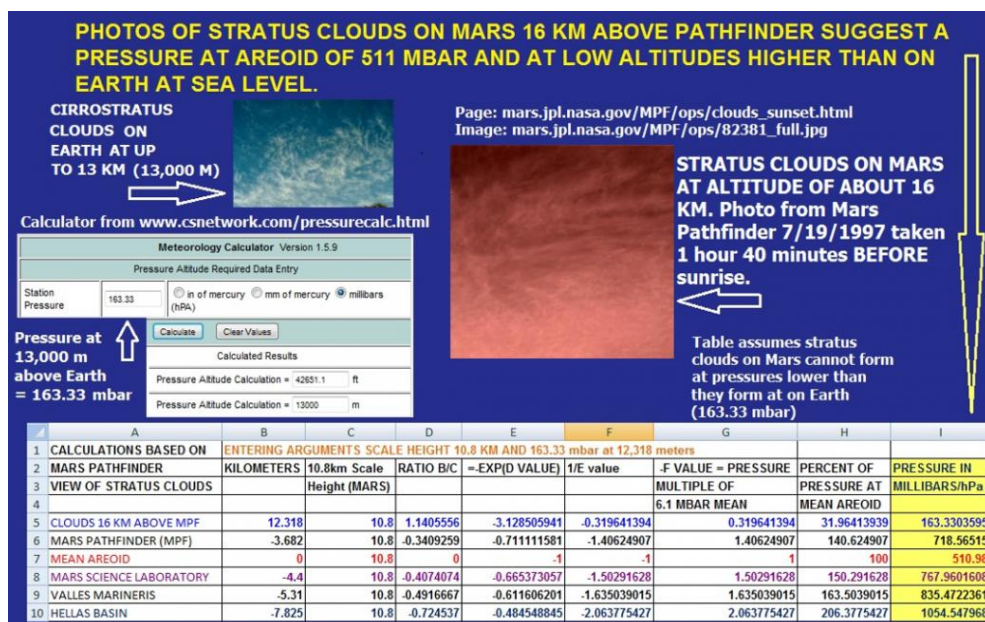 PHOTOS OF STRATUS CLOUDS ON MARS 16 KM ABOVE PATHFINDER SUGGEST A
PRESSURE AT AREOID OF 511 MBAR AND AT LOW ALTITUDES HIGHER THAN ON
EARTH AT SEA LEVEL.
CIRROSTRATUS
CLOUDS ON
EARTH AT UP
TO 13 KM (13,000 M)
Page: mars.jpl.nasa.gov/MPF/ops/clouds_sunset.html
Image: mars.jpl.nasa.gov/MPF/ops/82381_full.jpg
STRATUS CLOUDS ON MARS
AT ALTITUDE OF ABOUT 16
KM. Photo from Mars
Pathfinder 7/19/1997 taken
1 hour 40 minutes BEFORE
sunrise.
Calculator from www.csnetwork.com/pressurecalc.html
Meteorology Calculator Version 1.5.9
Pressure Altitude Required Data Entry
Station Pressure 163.33 in of mercury mm of mercury millibars (hPA)
Calculate Clear Values
Calculated Results
Pressure Altitude Calculation = 42651.1 ft
Pressure Altitude Calculation = 13000 m
Pressure at
13,000 m
above Earth
= 163.33 mbar
Table assumes stratus
clouds on Mars cannot form
at pressures lower than
they form at on Earth
(163.33 mbar)
A B C D E F G H I
1 CALCULATIONS BASED ON ENTERING ARGUMENTS SCALE HEIGHT 10.8 KM AND 163.33 mbar at 12,318 meters
2 MARS PATHFINDER KILOMETERS 10.8km Scale RATIO B/C =-EXP(D VALUE) 1/E value -F VALUE = PRESSURE PERCENT OF PRESSURE IN
3 VIEW OF STRATUS CLOUDS Height (MARS) MULTIPLE OF PRESSURE AT MILLIBARS/hPa
4 6.1 MBAR MEAN MEAN AREOID
5 CLOUDS 16 KM ABOVE MPF 12.318 10.8 1.1405556 -3.128505941 -0.319641394 0.319641394 31.96413939 163.3303595
6 MARS PATHFINDER (MPF) -3.682 10.8 -0.3409259 -0.711111581 -1.40624907 1.40624907 140.624907 718.56515
7 MEAN AREOID 0 10.8 0 -1 -1 1 100 510.98
8 MARS SCIENCE LABORATORY -4.4 10.8 -0.4074074 -0.665373057 -1.50291628 1.50291628 150.291628 767.9601608
9 VALLES MARINERIS -5.31 10.8 -0.4916667 -0.611606201 -1.635039015 1.635039015 163.5039015 835.4722361
10 HELLAS BASIN -7.825 10.8 -0.724537 -0.484548845 -2.063775427 2.063775427 206.3775427 1054.547968